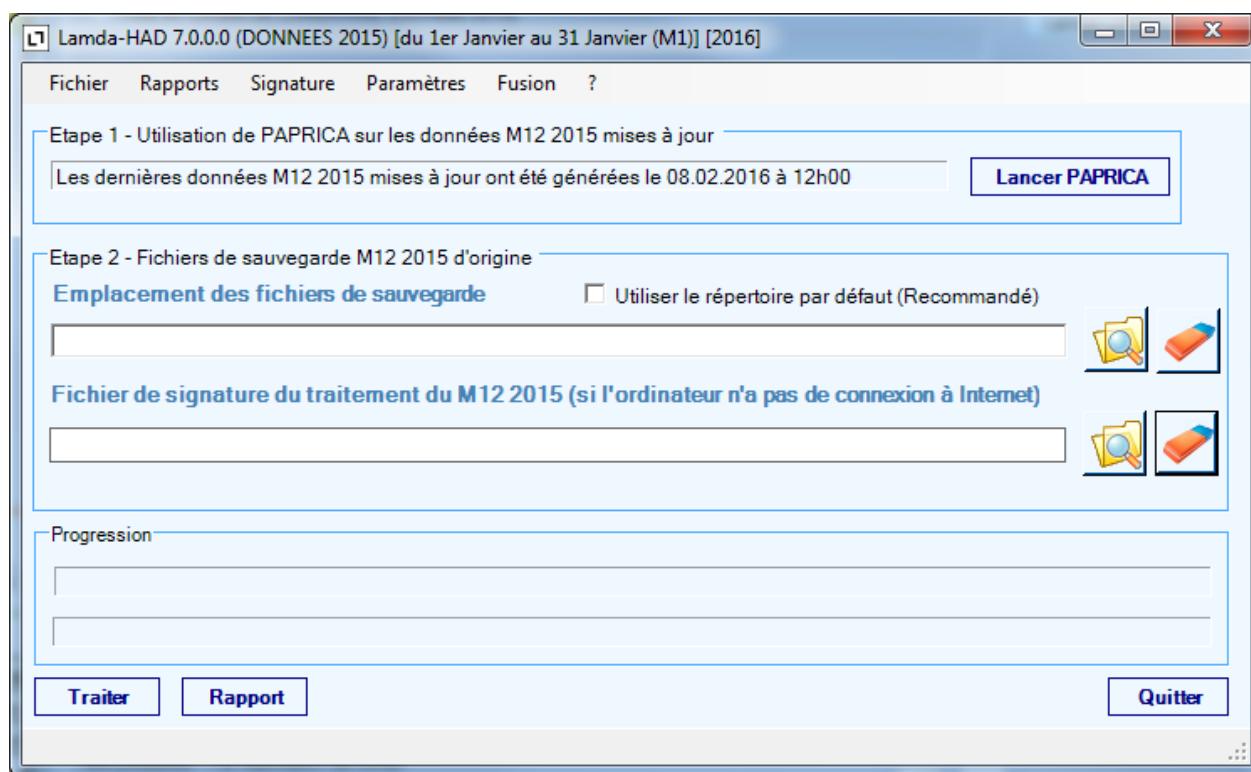 Lamda-HAD 7.0.0.0 (DONNEES 2015) [du 1er Janvier au 31 Janvier (M1)] [2016]
Fichier Rapports Signature Paramètres Fusion ?
Etape 1 - Utilisation de PAPRICA sur les données M12 2015 mises à jour
Les dernières données M12 2015 mises à jour ont été générées le 08.02.2016 à 12h00 Lancer PAPRICA
Etape 2 - Fichiers de sauvegarde M12 2015 d'origine
Emplacement des fichiers de sauvegarde Utiliser le répertoire par défaut (Recommandé)
Fichier de signature du traitement du M12 2015 (si l'ordinateur n'a pas de connexion à Internet)
Progression
Traiter Rapport Quitter